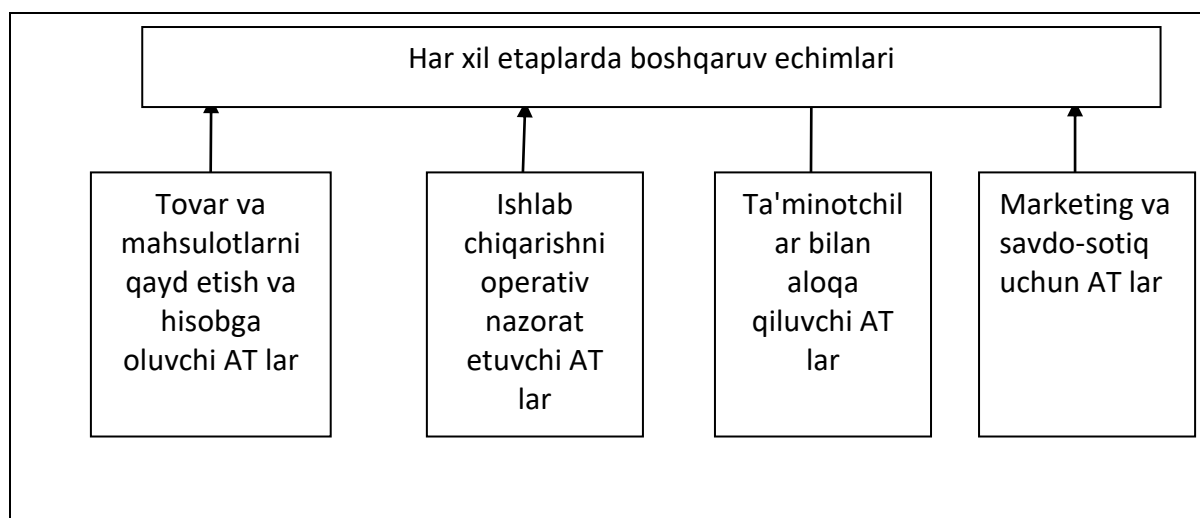 Har xil etaplarda boshqaruv echimlari
Tovar va
mahsulotlarni
qayd etish va
hisobga
oluvchi AT lar
Ishlab
chiqarishni
operativ
nazorat
etuvchi AT
lar
Ta'minotchil
ar bilan
aloqa
qiluvchi AT
lar
Marketing va
savdo-sotiq
uchun AT lar